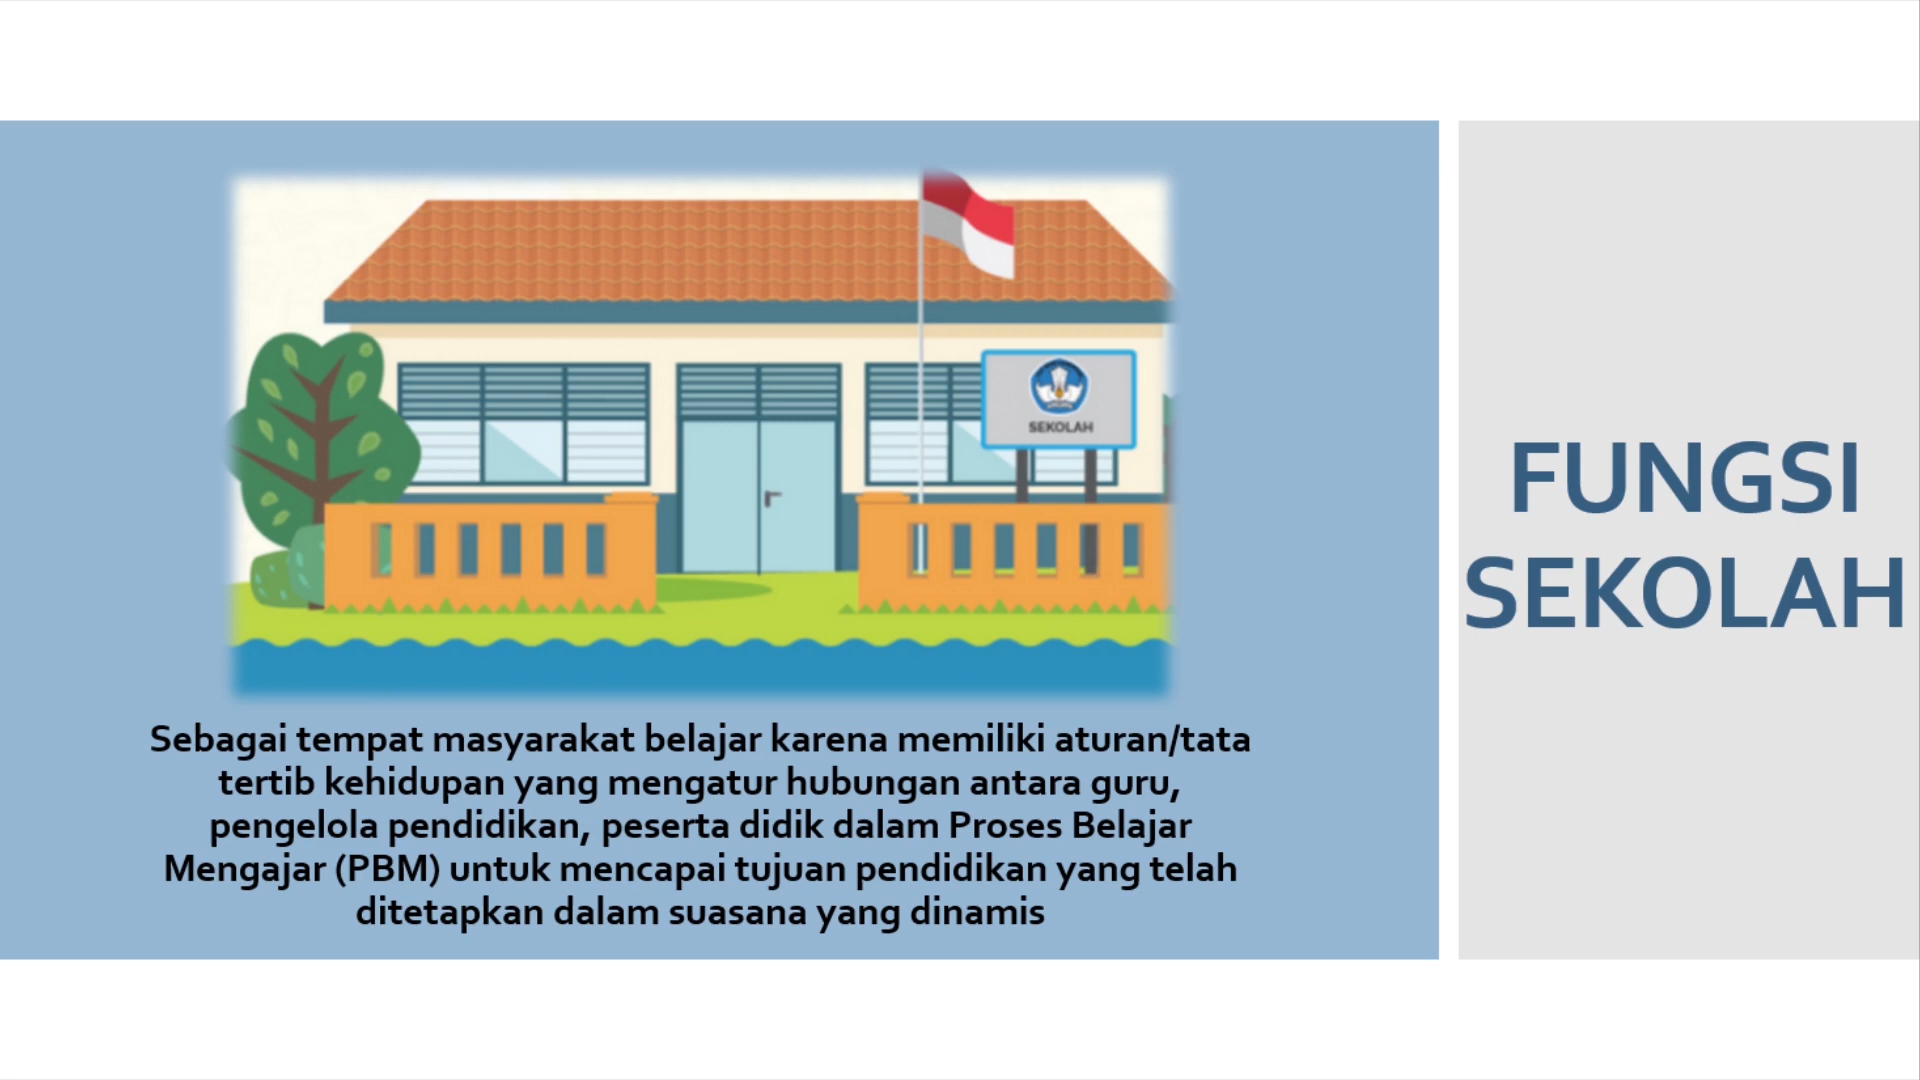 SEKOLAH
Sebagai tempat masyarakat belajar karena memiliki aturan/tata
tertib kehidupan yang mengatur hubungan antara guru,
pengelola pendidikan, peserta didik dalam Proses Belajar
Mengajar (PBM) untuk mencapai tujuan pendidikan yang telah
ditetapkan dalam suasana yang dinamis
FUNGSI
SEKOLAH